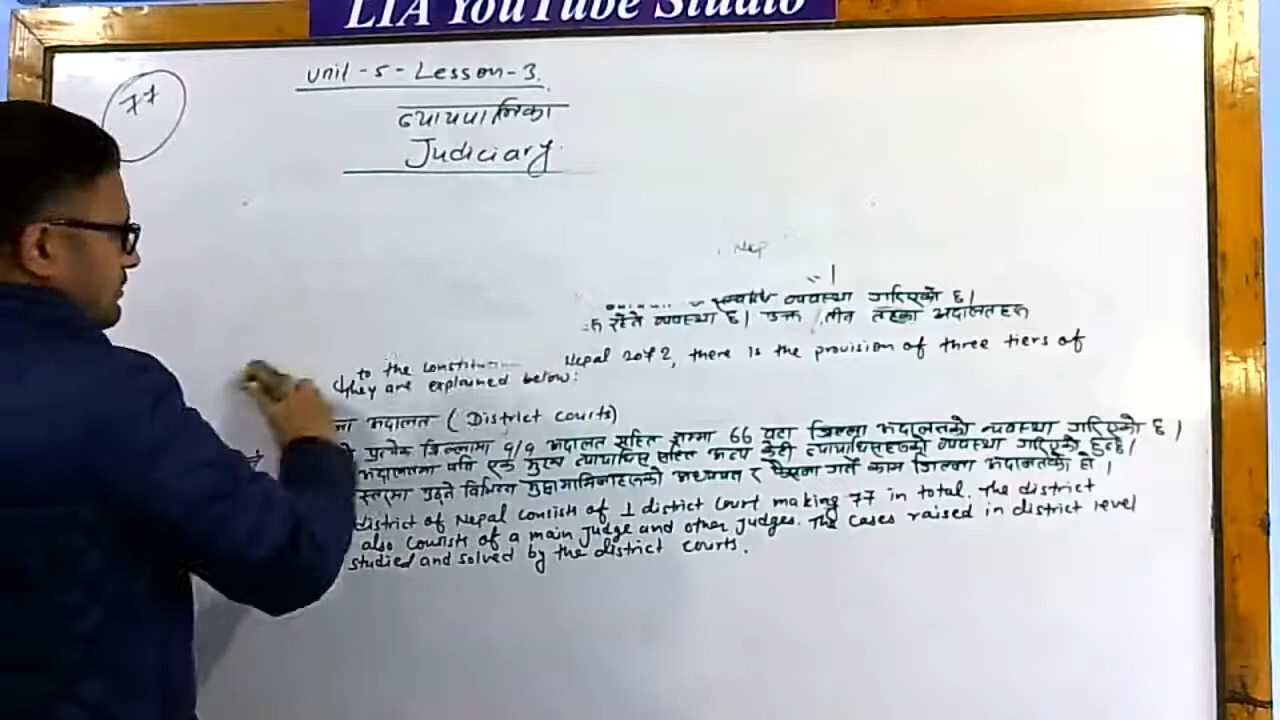 LIA YouTube Studio
77
Unit-5-Lesson-3.
न्यायपालिका
Judiciary.
Nep
व्यवस्था गरिएको छ।
व्यवस्था छ। उक्त तीन तहका अदालतहरू
to the constitu Nepal 2072, there is the provision of three tiers of
They are explained below:
ला अदालत (District courts)
प्रत्येक जिल्लामा १/१ अदालत सहित जम्मा 66 वटा जिल्ला अदालतको व्यवस्था गरिएको छ।
अदालतमा पनि एक मुख्य न्यायाधिस सहित अन्य केही न्यायाधिसहरुको व्यवस्था गरिएको हुन्छ।
स्तरमा उठ्ने विभिन्न मुद्दामामिलाहरुको अध्ययन र फैसला गर्ने काम जिल्ला अदालतको हो।
district of Nepal consists of 1 district court making 77 in total. The district
also consists of a main judge and other judges. The cases raised in district level
studied and solved by the district courts.